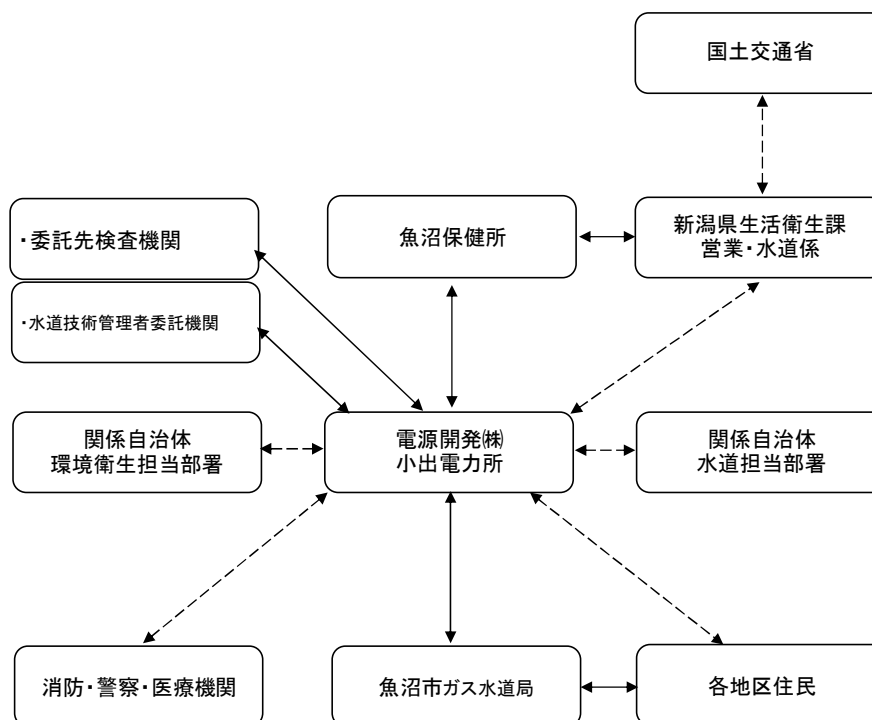 国土交通省
・委託先検査機関
魚沼保健所
新潟県生活衛生課
営業・水道係
・水道技術管理者委託機関
関係自治体
環境衛生担当部署
電源開発㈱
小出電力所
関係自治体
水道担当部署
消防・警察・医療機関
魚沼市ガス水道局
各地区住民